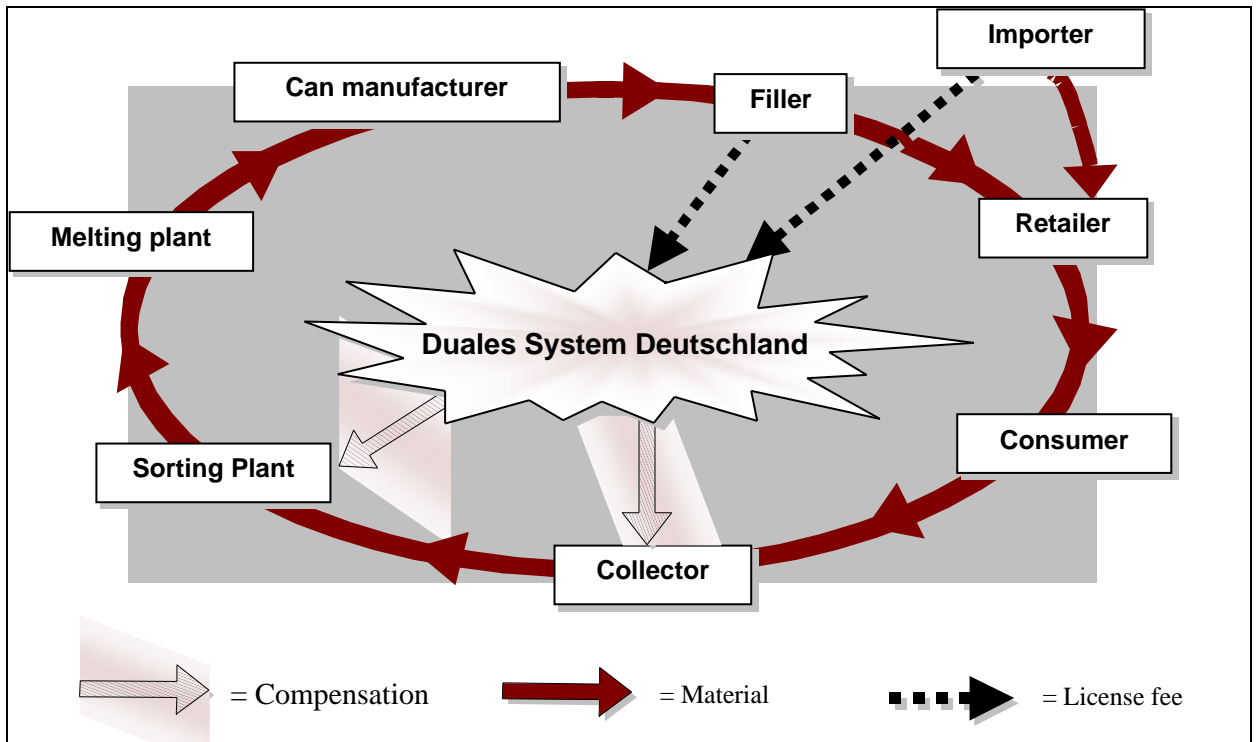 Importer
Can manufacturer
Filler
Melting plant
Retailer
Duales System Deutschland
Consumer
Sorting Plant
Collector
= Compensation
= Material
= License fee